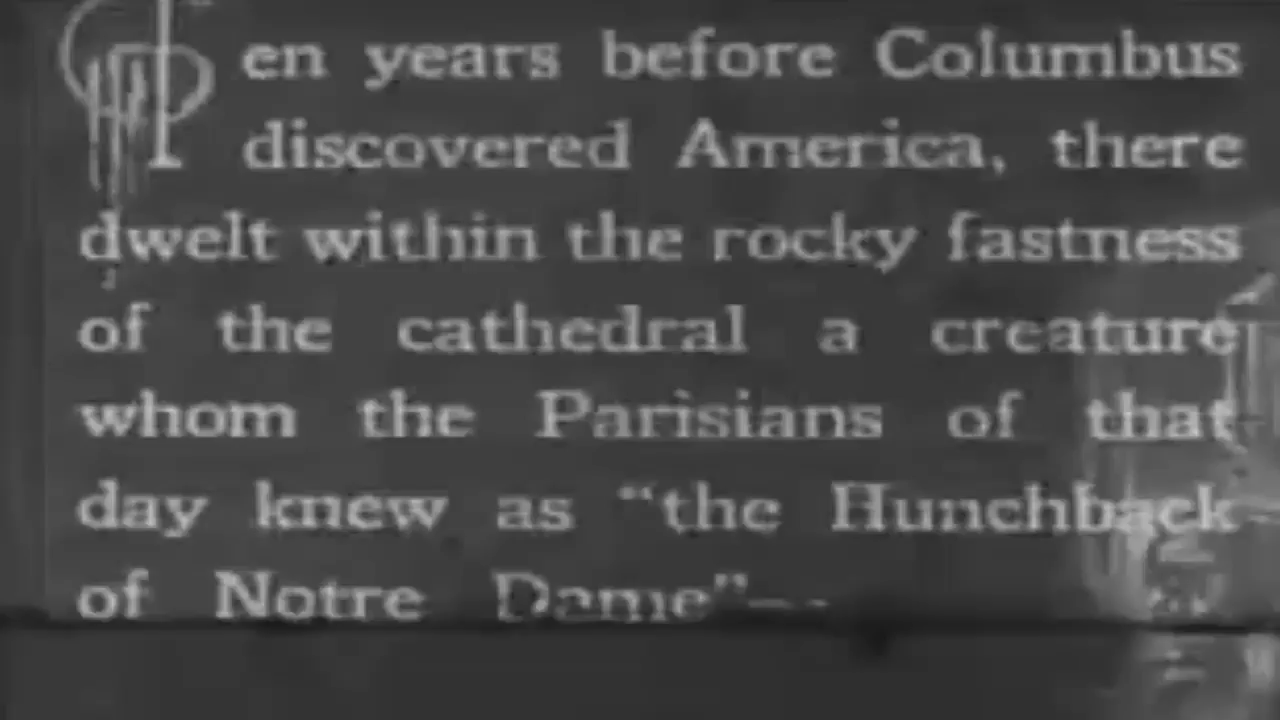 Ten years before Columbus
discovered America, there
dwelt within the rocky fastness
of the cathedral a creature
whom the Parisians of that
day knew as "the Hunchback
of Notre Dame"--